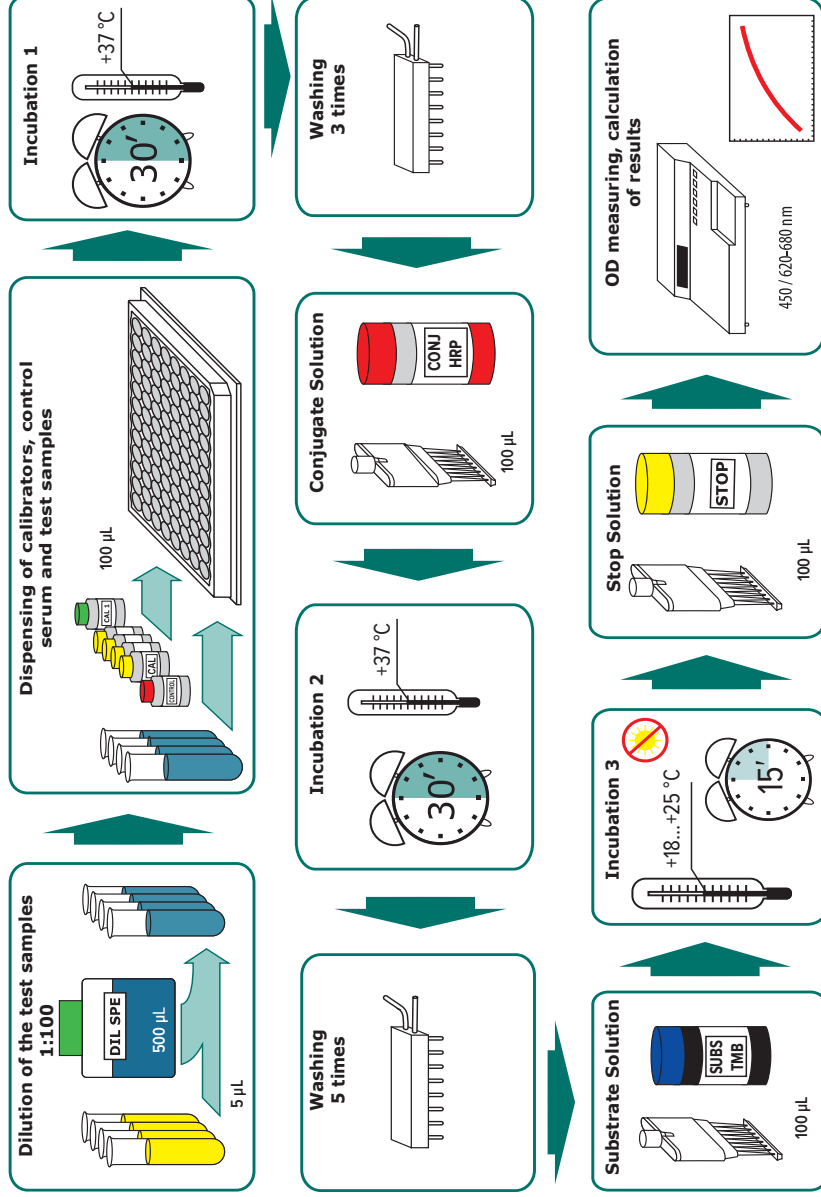 Dilution of the test samples
1:100
DIL SPE
500 µL
5 µL
Dispensing of calibrators, control
serum and test samples
CAL 1
CAL
CONTROL
100 µL
Incubation 1
30′
+37 °C
Washing
3 times
Conjugate Solution
CONJ
HRP
100 µL
Incubation 2
30′
+37 °C
Washing
5 times
Substrate Solution
SUBS
TMB
100 µL
Incubation 3
+18...+25 °C
15′
Stop Solution
STOP
100 µL
OD measuring, calculation
of results
450 / 620-680 nm